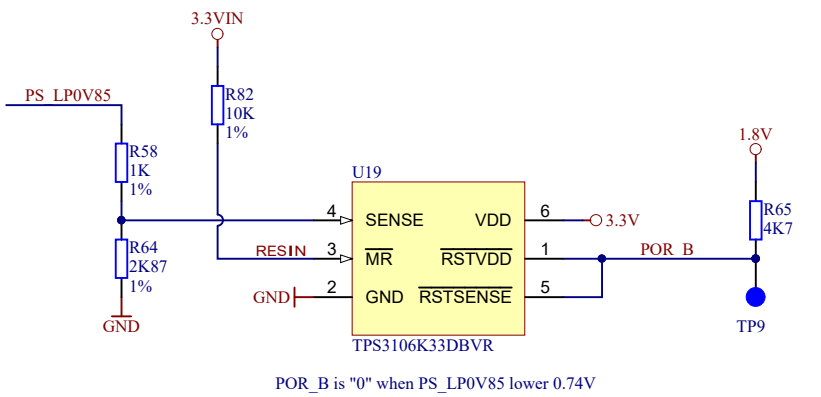 3.3VIN
PS_LP0V85
R82
10K
1%
1.8V
R58
1K
1%
U19
R65
4K7
4
SENSE
VDD
6
3.3V
R64
2K87
1%
RESIN
3
MR
RSTVDD
1
POR_B
GND
2
GND
RSTSENSE
5
GND
TP9
TPS3106K33DBVR
POR_B is "0" when PS_LP0V85 lower 0.74V